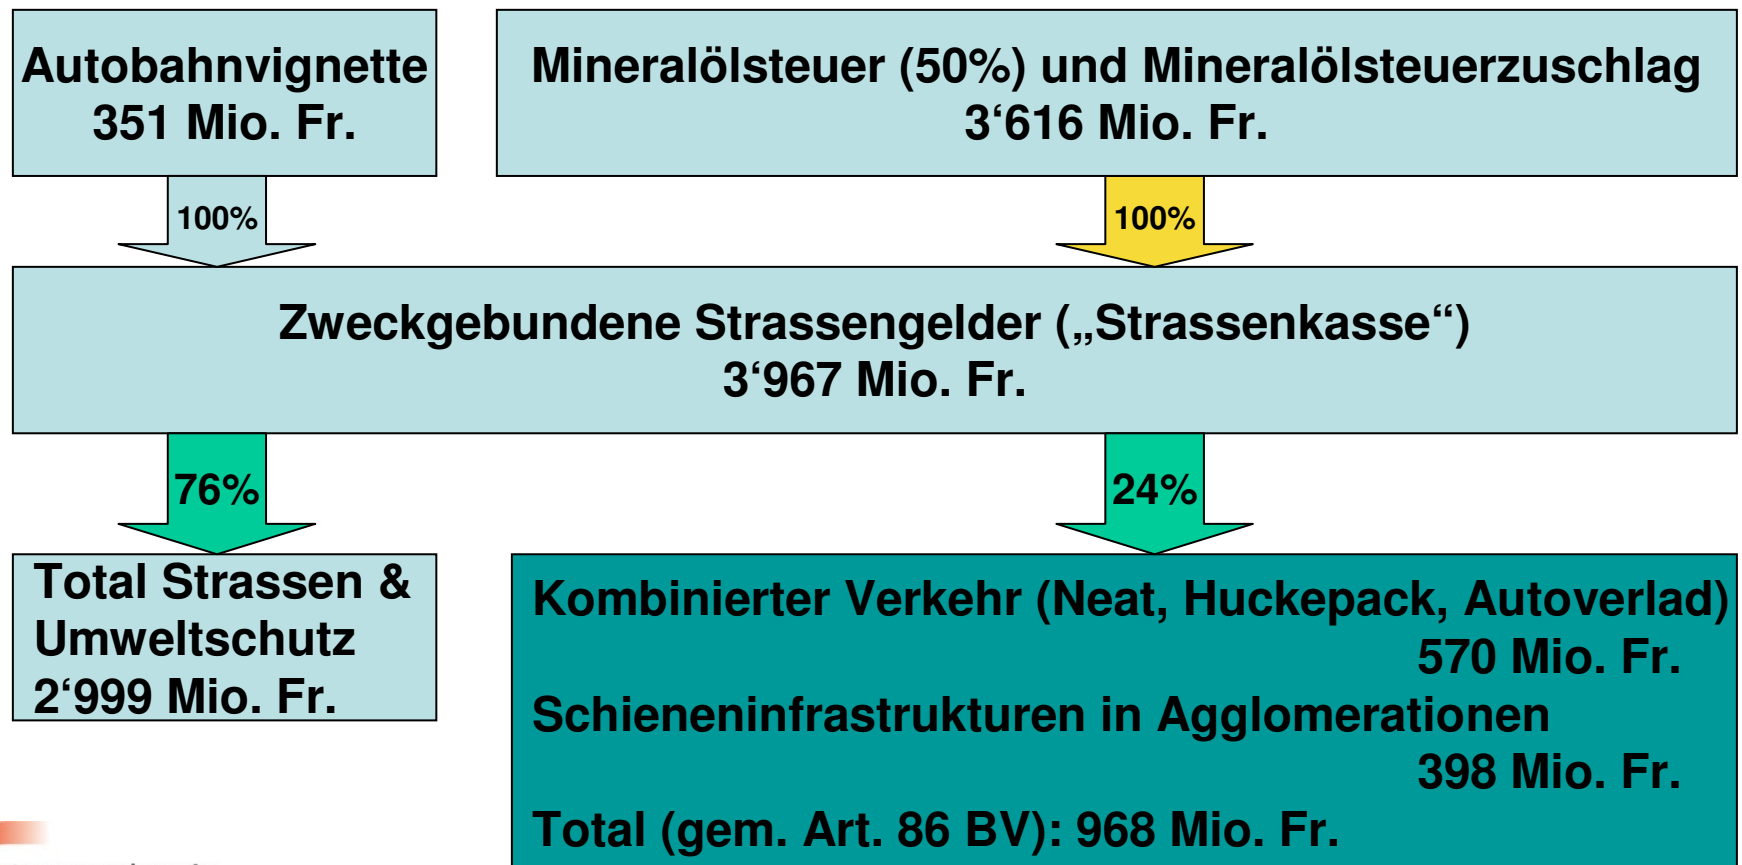 Autobahnvignette
351 Mio. Fr.
Mineralölsteuer (50%) und Mineralölsteuerzuschlag
3‘616 Mio. Fr.
100%
100%
Zweckgebundene Strassengelder („Strassenkasse“)
3‘967 Mio. Fr.
76%
24%
Total Strassen &
Umweltschutz
2‘999 Mio. Fr.
Kombinierter Verkehr (Neat, Huckepack, Autoverlad)
570 Mio. Fr.
Schieneninfrastrukturen in Agglomerationen
398 Mio. Fr.
Total (gem. Art. 86 BV): 968 Mio. Fr.